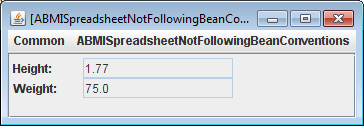 [ABMISpreadsheetNotFollowingBeanCo...
Common ABMISpreadsheetNotFollowingBeanConventions
Height: 1.77
Weight: 75.0